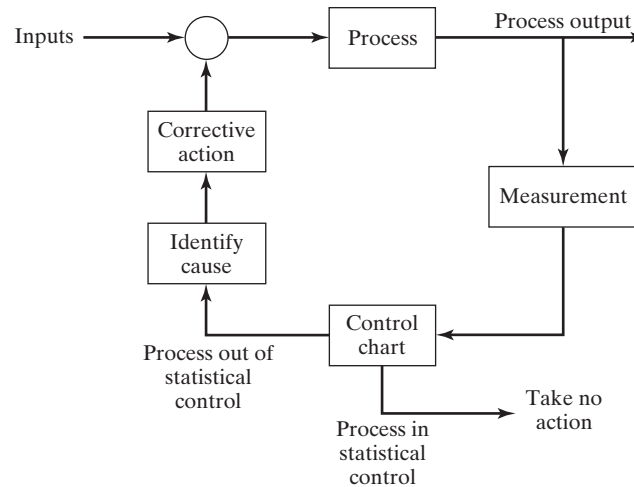 Process output
Inputs
Process
Corrective
action
Measurement
Identify
cause
Control
chart
Process out of
statistical
control
Take no
action
Process in
statistical
control